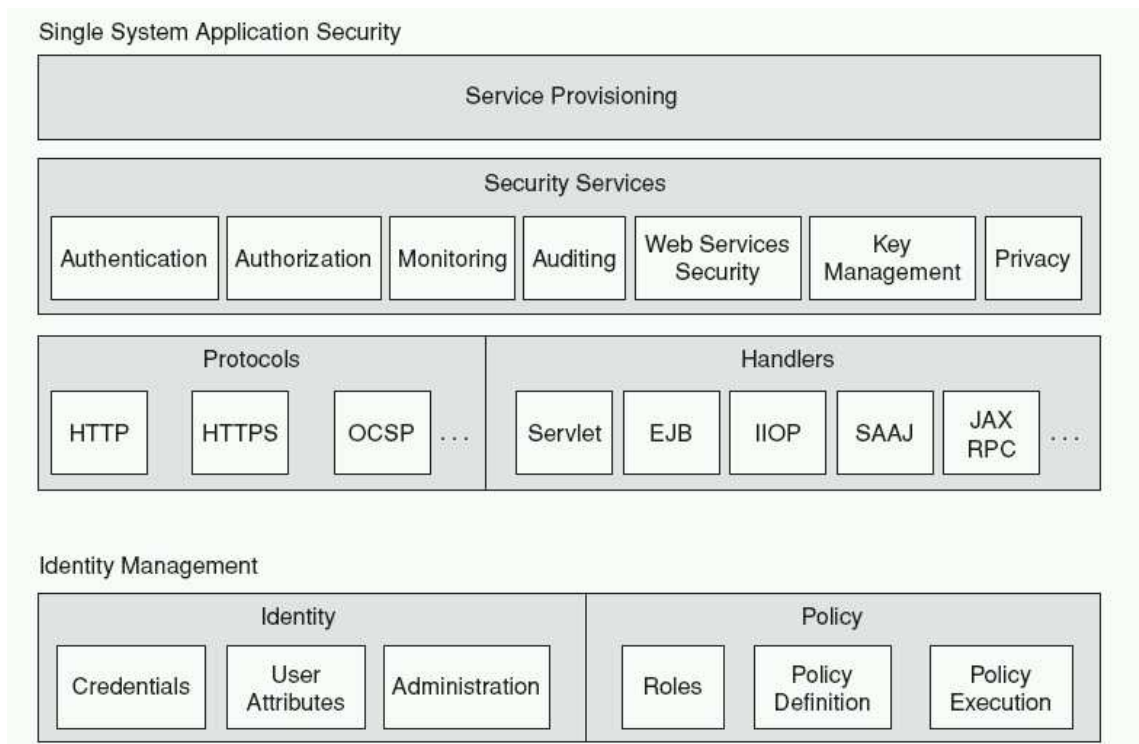 Single System Application Security
Service Provisioning
Security Services
Authentication
Authorization
Monitoring
Auditing
Web Services
Security
Key
Management
Privacy
Protocols
HTTP
HTTPS
OCSP
...
Handlers
Servlet
EJB
IIOP
SAAJ
JAX
RPC
...
Identity Management
Identity
Credentials
User
Attributes
Administration
Policy
Roles
Policy
Definition
Policy
Execution